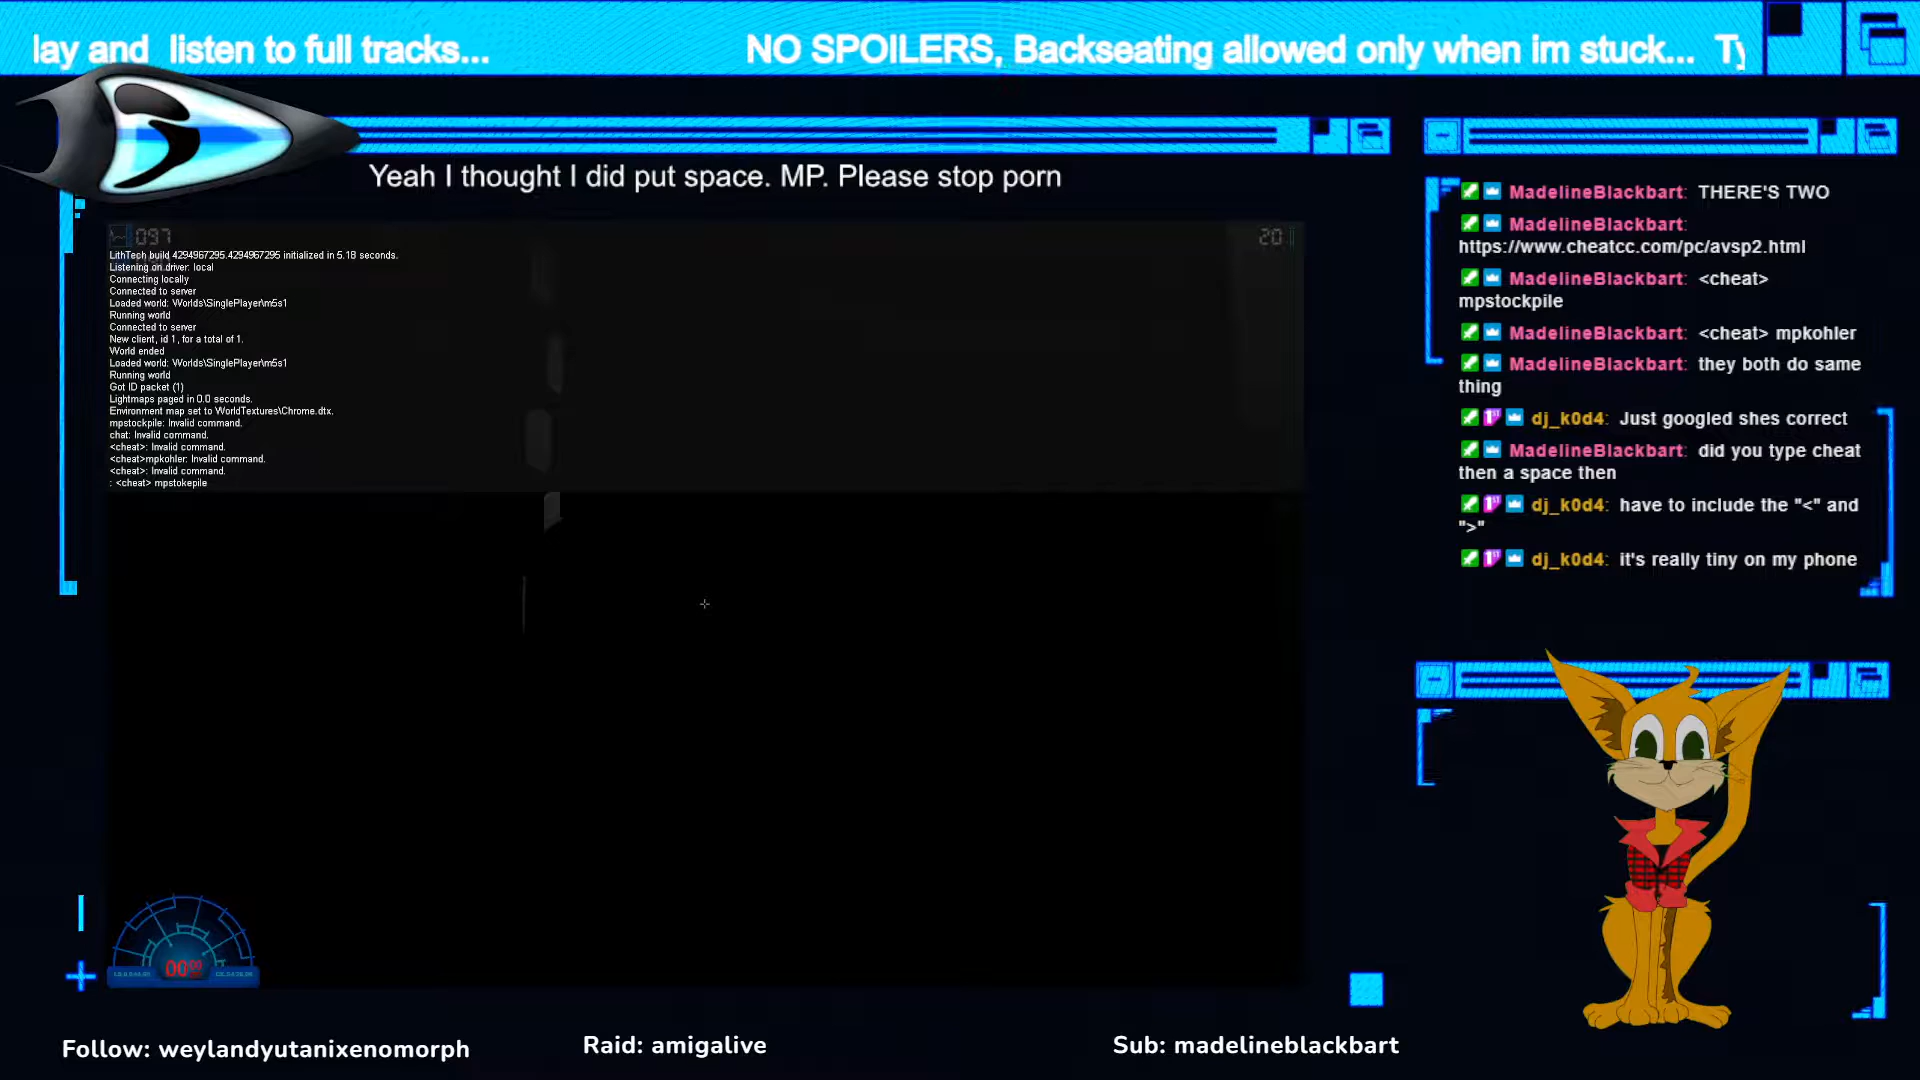 lay and  listen to full tracks...
NO SPOILERS, Backseating allowed only when im stuck...
Yeah I thought I did put space. MP. Please stop porn
097
20
LithTech build 4294967295.4294967295 initialized in 5.18 seconds.
Listening on driver: local
Connecting locally
Connected to server
Loaded world: Worlds\SinglePlayer\m5s1
Running world
Connected to server
New client, id 1, for a total of 1.
World ended
Loaded world: Worlds\SinglePlayer\m5s1
Running world
Got ID packet (1)
Lightmaps paged in 0.0 seconds.
Environment map set to WorldTextures\Chrome.dtx.
mpstockpile: Invalid command.
chat: Invalid command.
<cheat>: Invalid command.
<cheat>mpkohler: Invalid command.
<cheat>: Invalid command.
: <cheat> mpstokepile
MadelineBlackbart: THERE'S TWO
MadelineBlackbart:
https://www.cheatcc.com/pc/avsp2.html
MadelineBlackbart: <cheat>
mpstockpile
MadelineBlackbart: <cheat> mpkohler
MadelineBlackbart: they both do same
thing
dj_k0d4: Just googled shes correct
MadelineBlackbart: did you type cheat
then a space then
dj_k0d4: have to include the "<" and
">"
dj_k0d4: it's really tiny on my phone
0000
Follow: weylandyutanixenomorph
Raid: amigalive
Sub: madelineblackbart